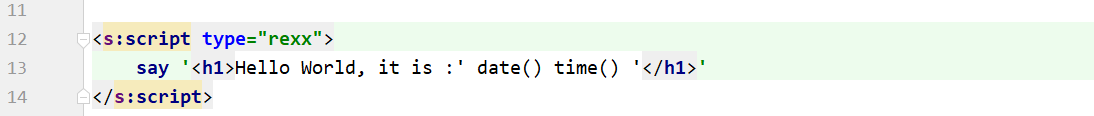 11
12 <s:script type="rexx">
13 say '<h1>Hello World, it is :' date() time() '</h1>'
14 </s:script>